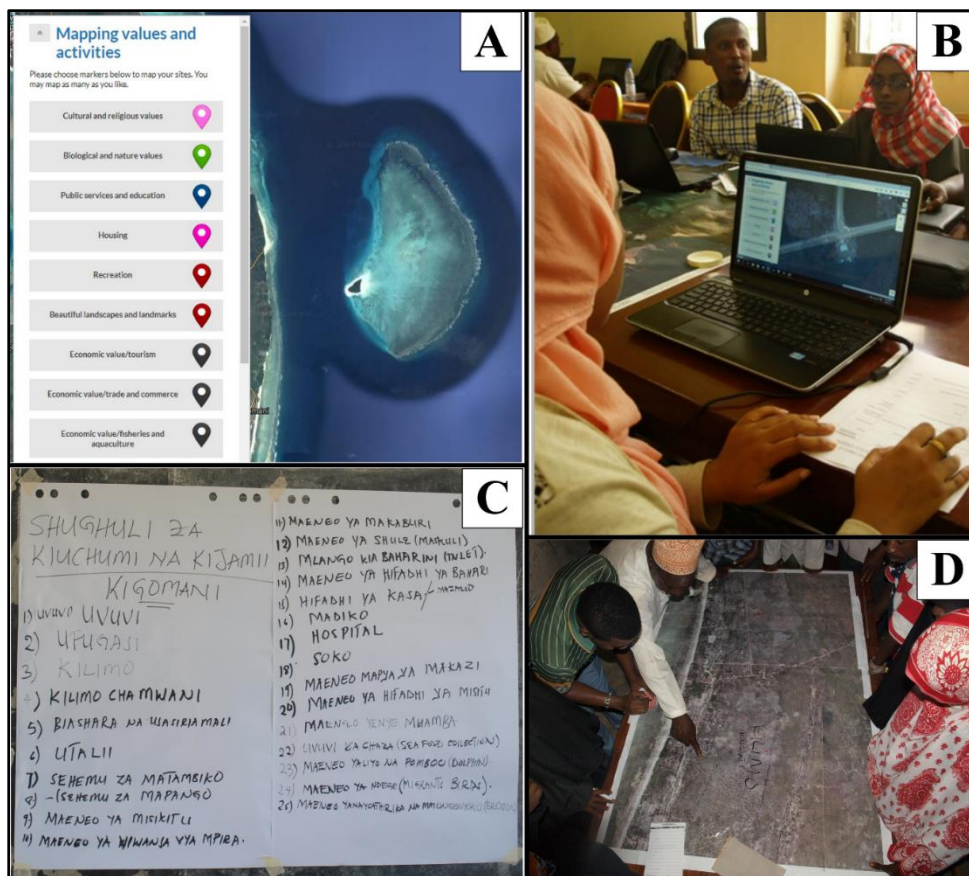 A
Mapping values and
activities
Please choose markers below to map your sites. You
may map as many as you like.
Cultural and religious values
Biological and nature values
Public services and education
Housing
Recreation
Beautiful landscapes and landmarks
Economic value/tourism
Economic value/trade and commerce
Economic value/fisheries and
aquaculture
B
hp
C
SHUGHULI ZA
KIUCHUMI NA KIJAMII
KIGOMANI
1) UVUVI
2) UFUGAJI
3) KILIMO
4) KILIMO CHA MWANI
5) BIASHARA NA UJASIRIAMALI
6) UTALII
7) SEHEMU ZA MATAMBIKO
8) - (SEHEMU ZA MAPANGO
9) MAENEO YA MISIKITI
10) MAENEO YA VIWANJA VYA MPIRA.
11) MAENEO YA MAKABURI
12) MAENEO YA SHULE (MASKULI)
13) MLANGO KIA BAHARINI (INLET).
14) MAENEO YA HIFADHI YA BAHARI
15) HIFADHI YA KASA/MAZALIO
16) MADIKO
17) HOSPITAL
18) SOKO
19) MAENEO MAPYA YA MAKAZI
20) MAENEO YA HIFADHI YA MISITU
21) MAENEO YENYE MWAMBA
22) UVUVI KIA CHAZA (SEA FOOD COLLECTION)
23) MAENEO YALIYO NA POMBOO (DOLPHIN).
24) MAENEO YA NDEGE (MIGRANTS BIRDS).
25) MAENEO YANAYOATHIRIKA NA
D